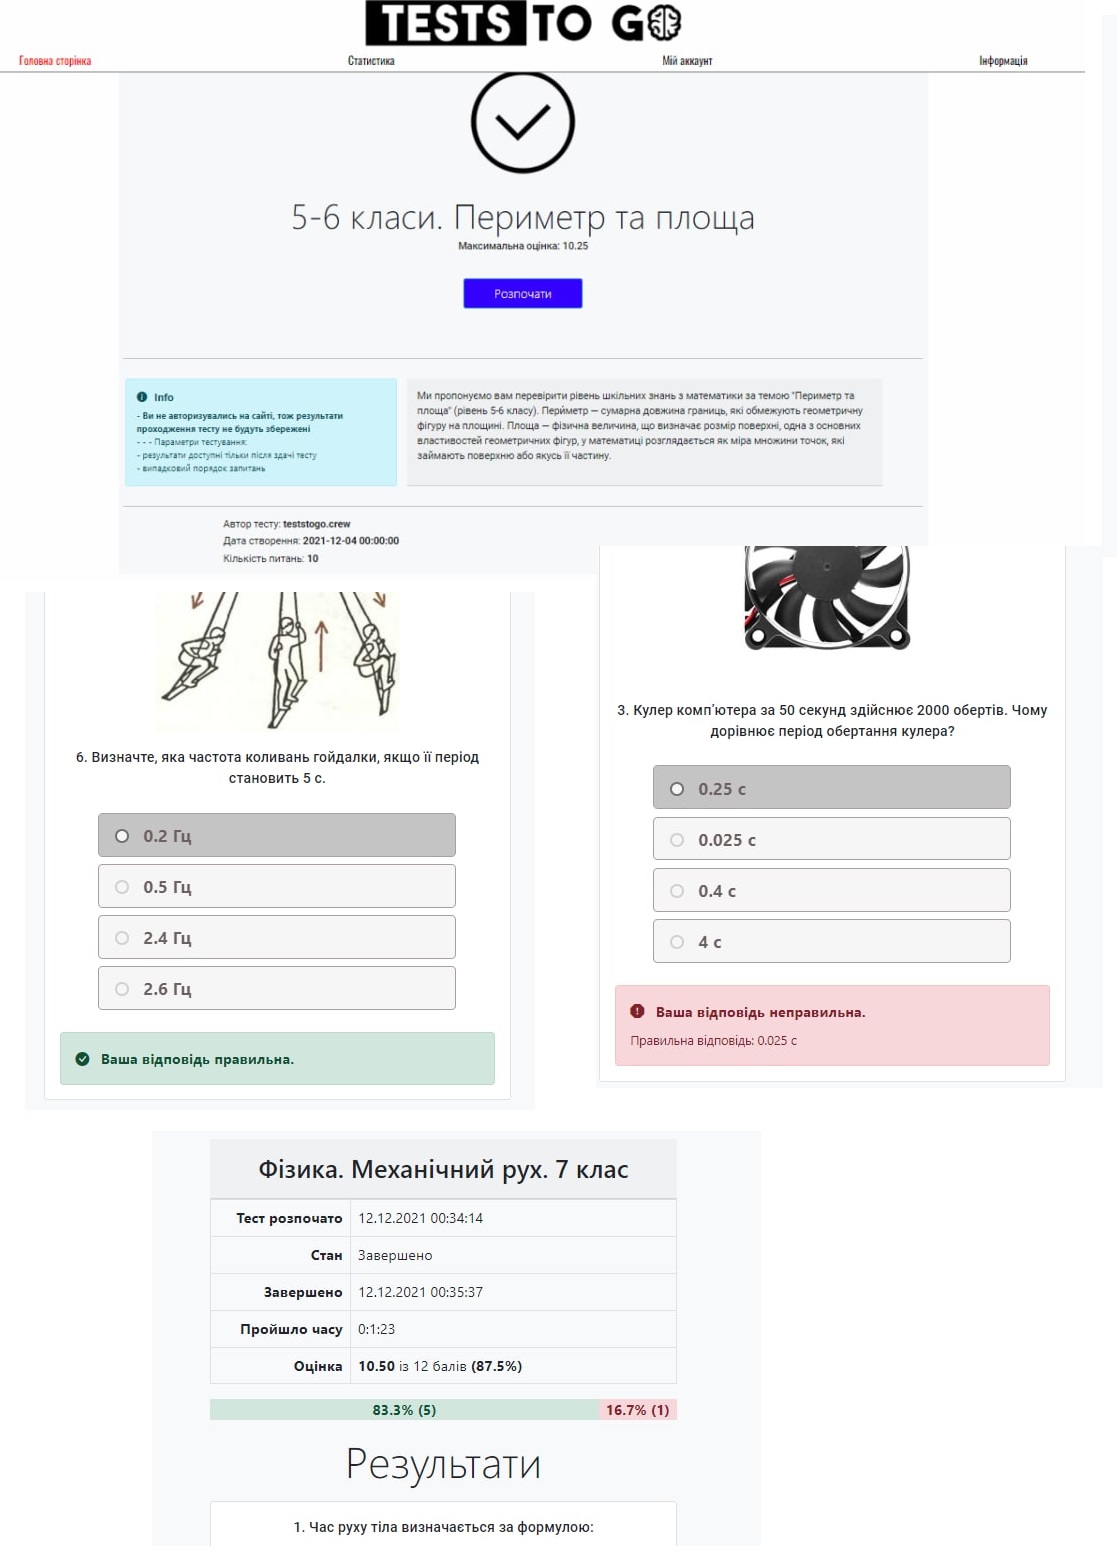 TESTS TO GO
Головна сторінка
Статистика
Мій аккаунт
Інформація
5-6 класи. Периметр та площа
Максимальна оцінка: 10.25
Розпочати
Info
- Ви не авторизувались на сайті, тож результати
проходження тесту не будуть збережені
- - - Параметри тестування:
- результати доступні тільки після здачі тесту
- випадковий порядок запитань
Ми пропонуємо вам перевірити рівень шкільних знань з математики за темою "Периметр та
площа" (рівень 5-6 класу). Пери́метр — сумарна довжина границь, які обмежують геометричну
фігуру на площині. Площа — фізична величина, що визначає розмір поверхні, одна з основних
властивостей геометричних фігур, у математиці розглядається як міра множини точок, які
займають поверхню або якусь її частину.
Автор тесту: teststogo.crew
Дата створення: 2021-12-04 00:00:00
Кількість питань: 10
6. Визначте, яка частота коливань гойдалки, якщо її період
становить 5 с.
0.2 Гц
0.5 Гц
2.4 Гц
2.6 Гц
Ваша відповідь правильна.
3. Кулер комп'ютера за 50 секунд здійснює 2000 обертів. Чому
дорівнює період обертання кулера?
0.25 с
0.025 с
0.4 с
4 с
Ваша відповідь неправильна.
Правильна відповідь: 0.025 с
Фізика. Механічний рух. 7 клас
Тест розпочато 12.12.2021 00:34:14
Стан Завершено
Завершено 12.12.2021 00:35:37
Пройшло часу 0:1:23
Оцінка 10.50 із 12 балів (87.5%)
83.3% (5) 16.7% (1)
Результати
1. Час руху тіла визначається за формулою: